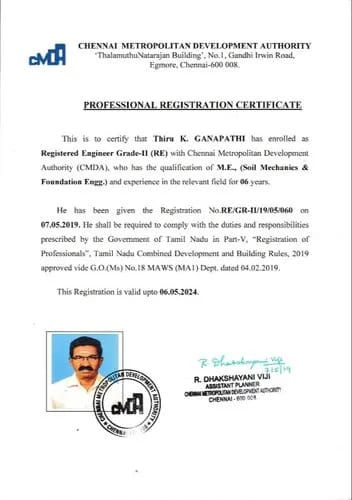 CMDA
CHENNAI METROPOLITAN DEVELOPMENT AUTHORITY
'ThalamuthuNatarajan Building', No.1, Gandhi Irwin Road,
Egmore, Chennai-600 008.
PROFESSIONAL REGISTRATION CERTIFICATE
This is to certify that Thiru K. GANAPATHI has enrolled as
Registered Engineer Grade-II (RE) with Chennai Metropolitan Development
Authority (CMDA), who has the qualification of M.E., (Soil Mechanics &
Foundation Engg.) and experience in the relevant field for 06 years.
He has been given the Registration No.RE/GR-II/19/05/060 on
07.05.2019. He shall be required to comply with the duties and responsibilities
prescribed by the Government of Tamil Nadu in Part-V, "Registration of
Professionals", Tamil Nadu Combined Development and Building Rules, 2019
approved vide G.O.(Ms) No.18 MAWS (MA1) Dept. dated 04.02.2019.
This Registration is valid upto 06.05.2024.
METROPOLITAN DEVELOPMENT AUTHORITY
CMDA
CHENNAI
R. Dhakshayani Viji
7/5/19
R. DHAKSHAYANI VIJI
ASSISTANT PLANNER
CHENNAI METROPOLITAN DEVELOPMENT AUTHORITY
CHENNAI - 600 008.